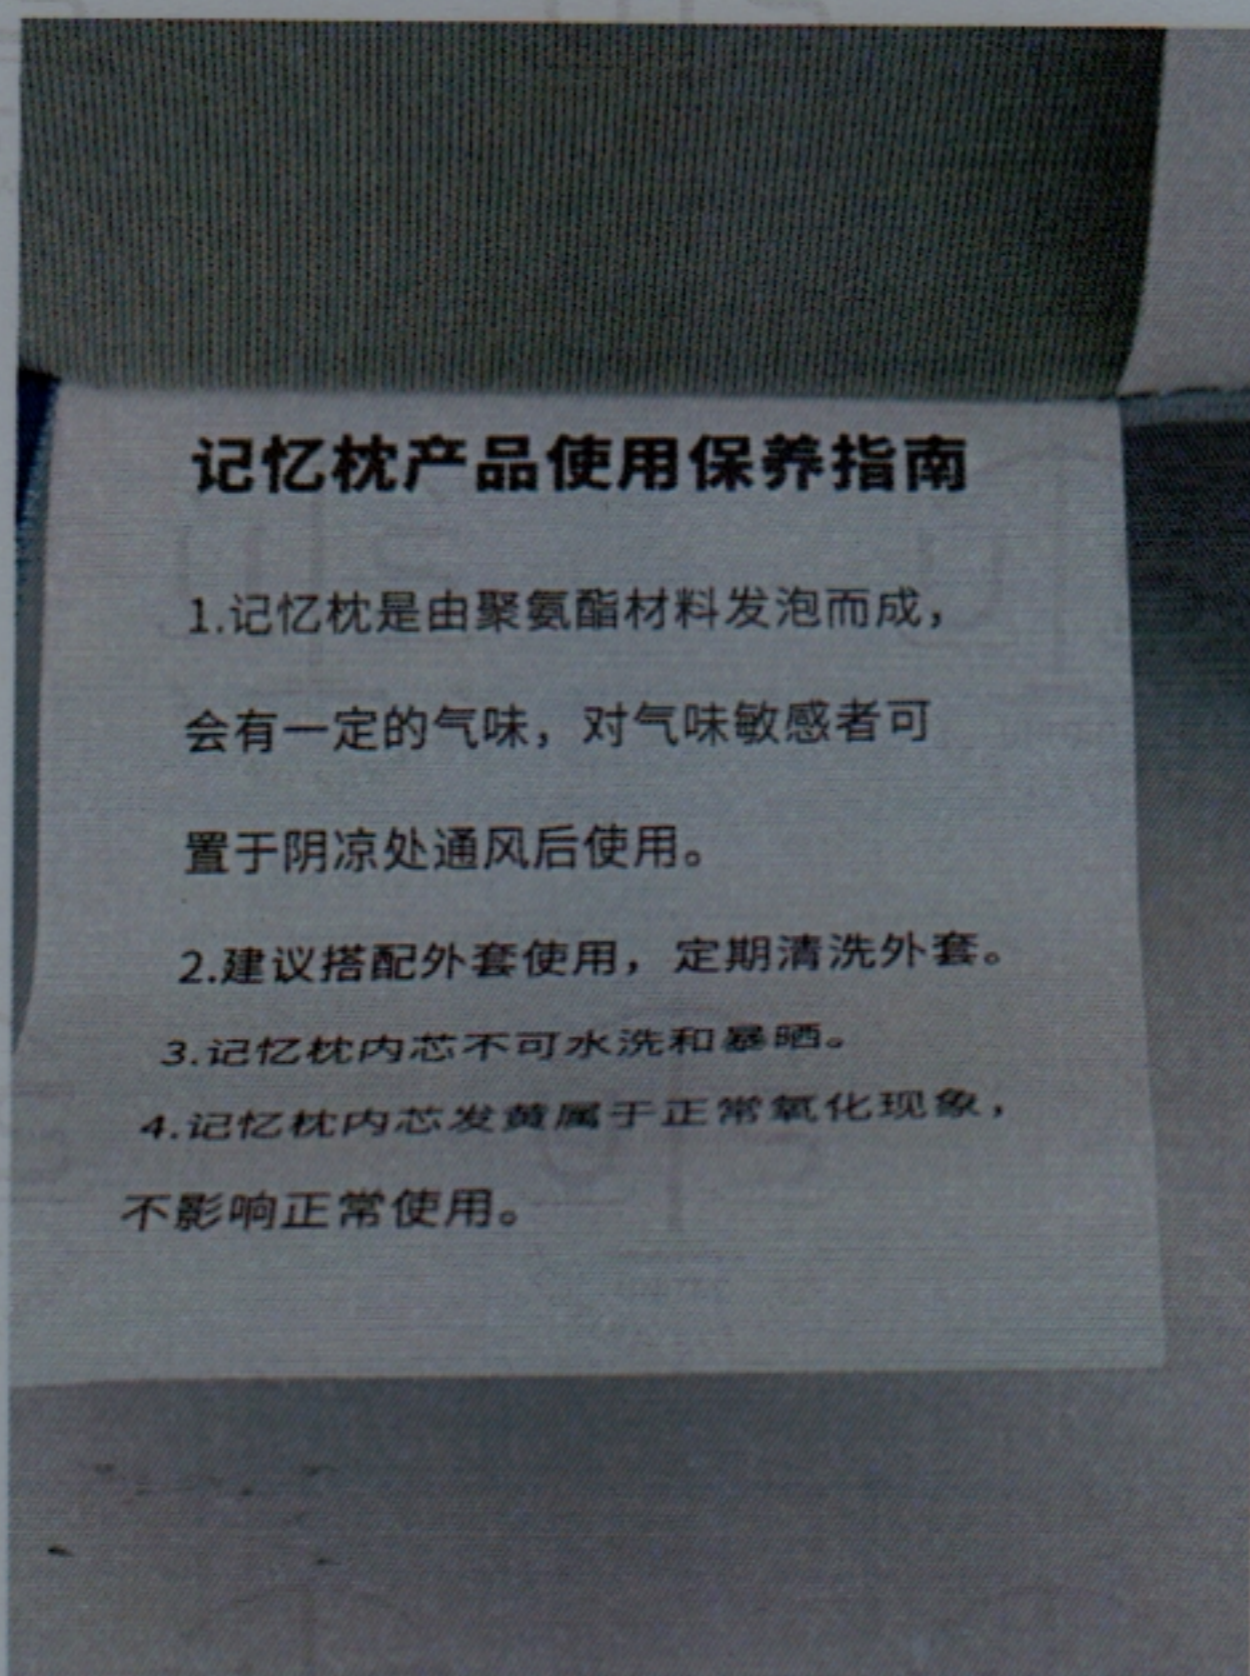 记忆枕产品使用保养指南
1.记忆枕是由聚氨酯材料发泡而成，
会有一定的气味，对气味敏感者可
置于阴凉处通风后使用。
2.建议搭配外套使用，定期清洗外套。
3.记忆枕内芯不可水洗和暴晒。
4.记忆枕内芯发黄属于正常氧化现象，
不影响正常使用。